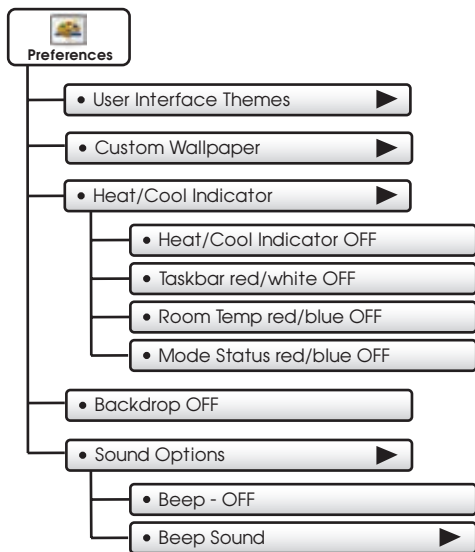 Preferences
• User Interface Themes
• Custom Wallpaper
• Heat/Cool Indicator
• Heat/Cool Indicator OFF
• Taskbar red/white OFF
• Room Temp red/blue OFF
• Mode Status red/blue OFF
• Backdrop OFF
• Sound Options
• Beep - OFF
• Beep Sound